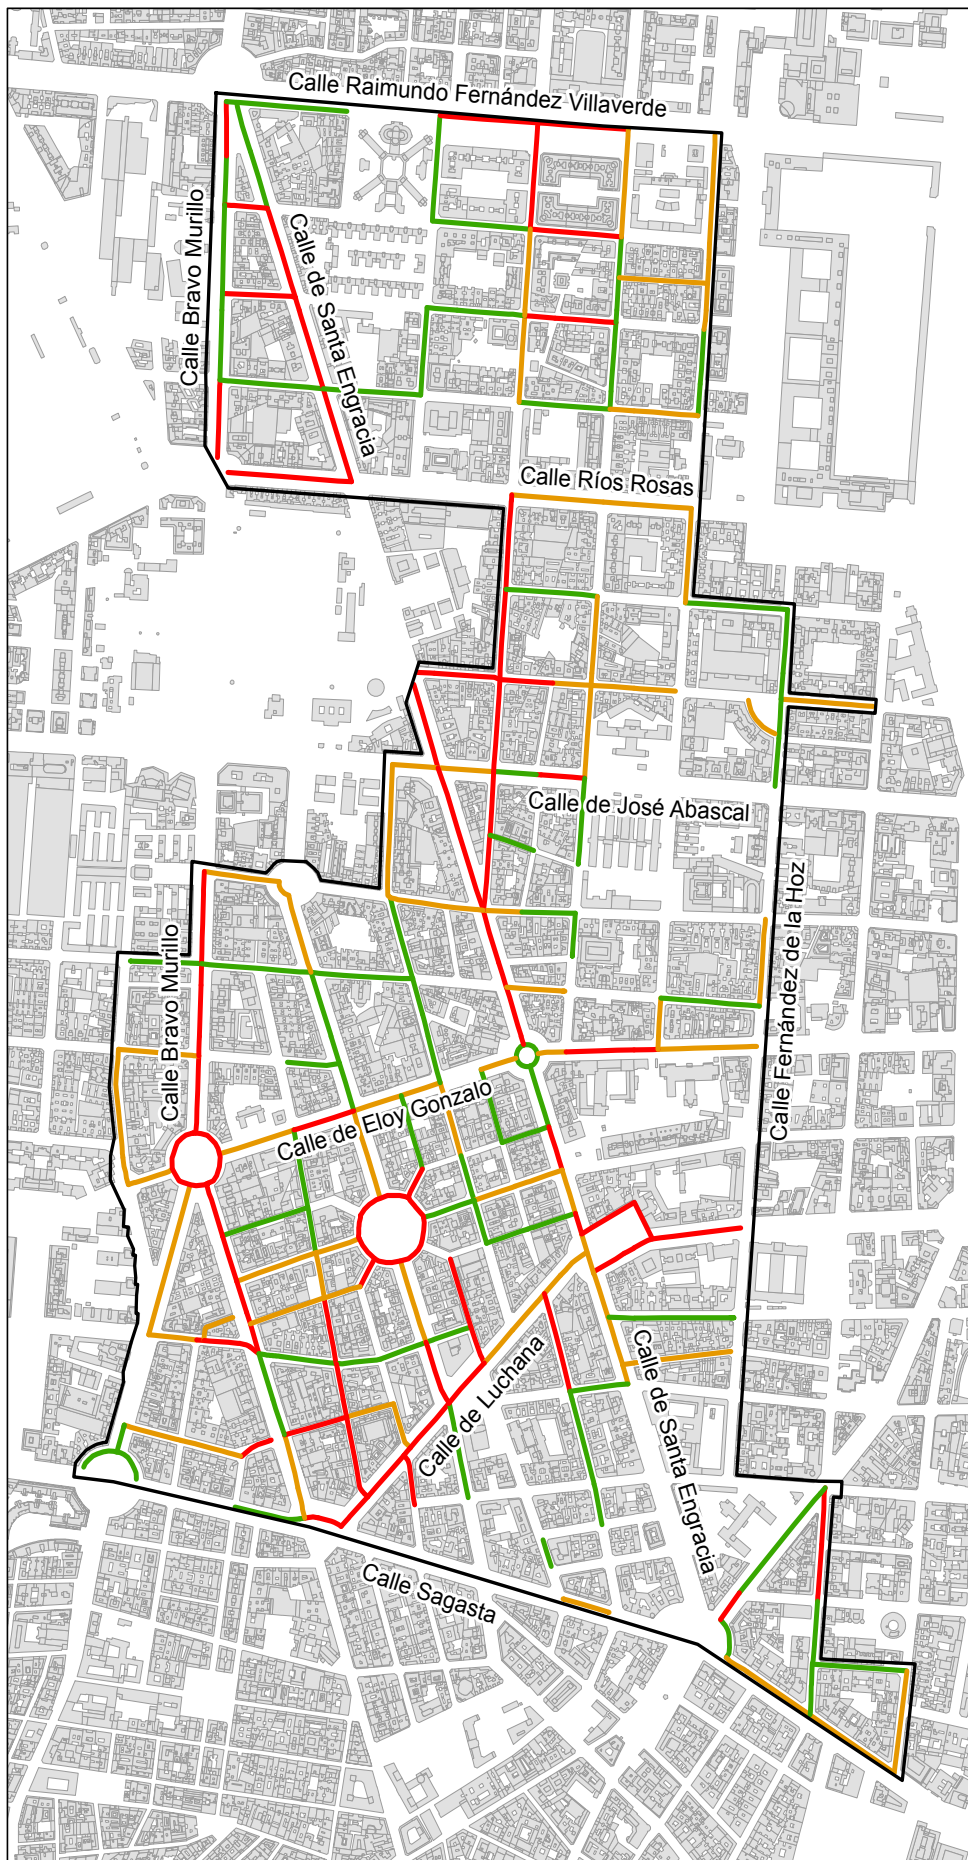 Calle Raimundo Fernández Villaverde
Calle Bravo Murillo
Calle de Santa Engracia
Calle Ríos Rosas
Calle de José Abascal
Calle Fernández de la Hoz
Calle Bravo Murillo
Calle de Eloy Gonzalo
Calle de Luchana
Calle de Santa Engracia
Calle Sagasta